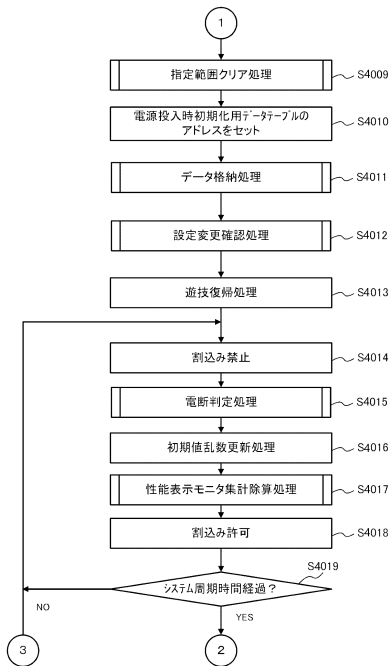 1
指定範囲クリア処理 S4009
電源投入時初期化用データテーブルの
アドレスをセット S4010
データ格納処理 S4011
設定変更確認処理 S4012
遊技復帰処理 S4013
割込み禁止 S4014
電断判定処理 S4015
初期値乱数更新処理 S4016
性能表示モニタ集計除算処理 S4017
割込み許可 S4018
S4019
システム周期時間経過？
NO
YES
3
2